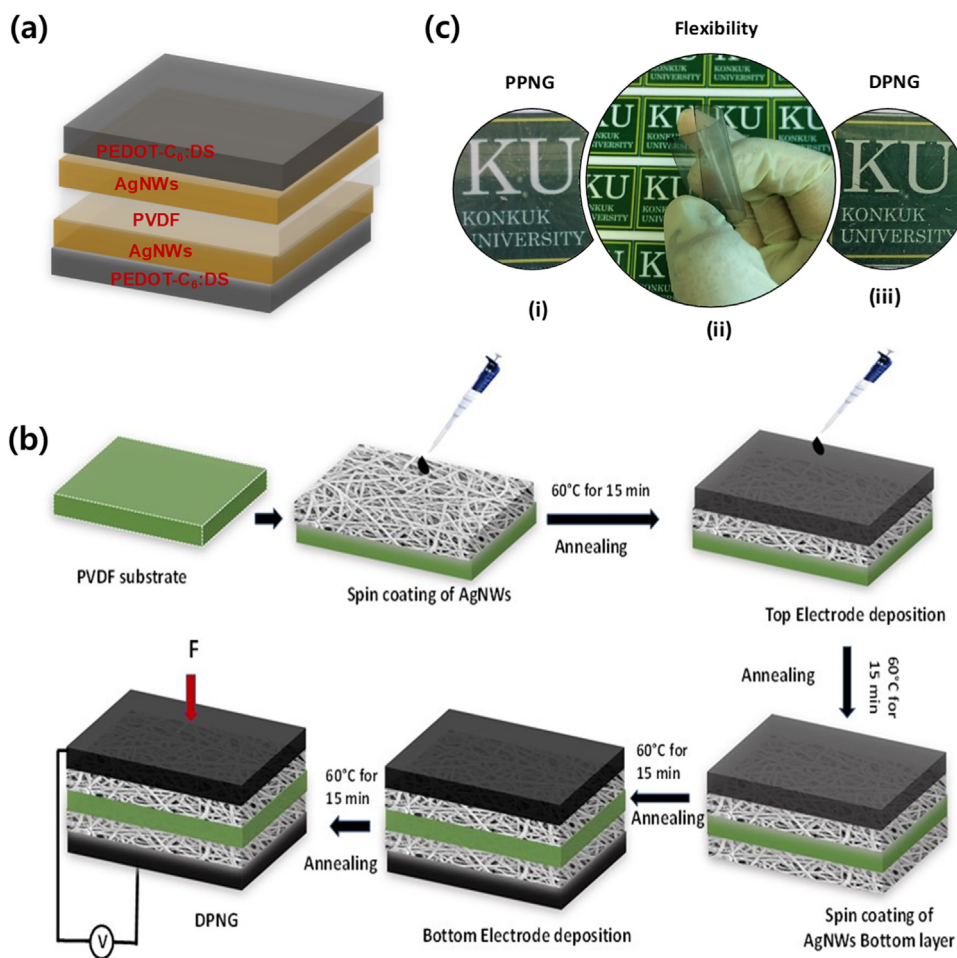 (a)
PEDOT-C₆:DS
AgNWs
PVDF
AgNWs
PEDOT-C₆:DS
(c)
Flexibility
PPNG
DPNG
KU
KONKUK
UNIVERSITY
KU
KONKUK
UNIVERSITY
KU
KONKUK
UNIVERSITY
(i)
(ii)
(iii)
(b)
PVDF substrate
Spin coating of AgNWs
60°C for 15 min
Annealing
Top Electrode deposition
Annealing
60°C for
15 min
Spin coating of
AgNWs Bottom layer
60°C for
15 min
Annealing
Bottom Electrode deposition
60°C for
15 min
Annealing
F
V
DPNG